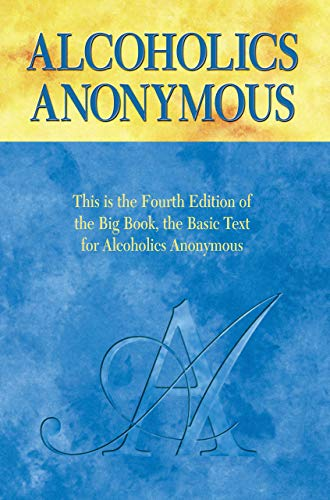 ALCOHOLICS
ANONYMOUS
This is the Fourth Edition of
the Big Book, the Basic Text
for Alcoholics Anonymous
AA